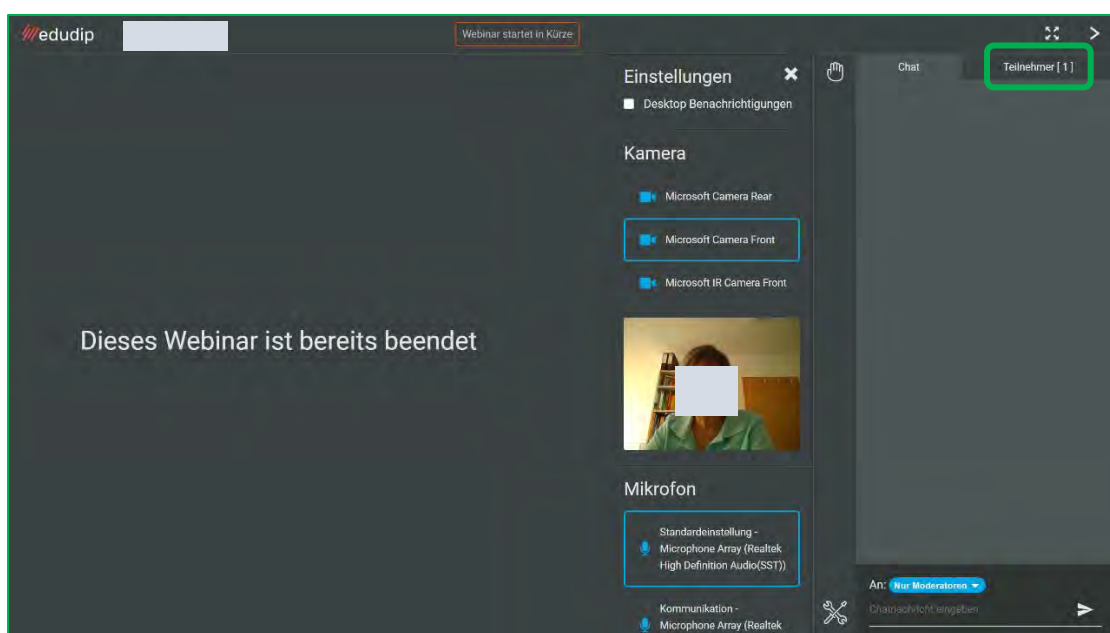 edudip
Webinar startet in Kürze
Einstellungen
Desktop Benachrichtigungen
Kamera
Microsoft Camera Rear
Microsoft Camera Front
Microsoft IR Camera Front
Mikrofon
Standardeinstellung -
Microphone Array (Realtek
High Definition Audio(SST))
Kommunikation -
Microphone Array (Realtek
Dieses Webinar ist bereits beendet
Chat
Teilnehmer [ 1 ]
An: Nur Moderatoren
Chatnachricht eingeben